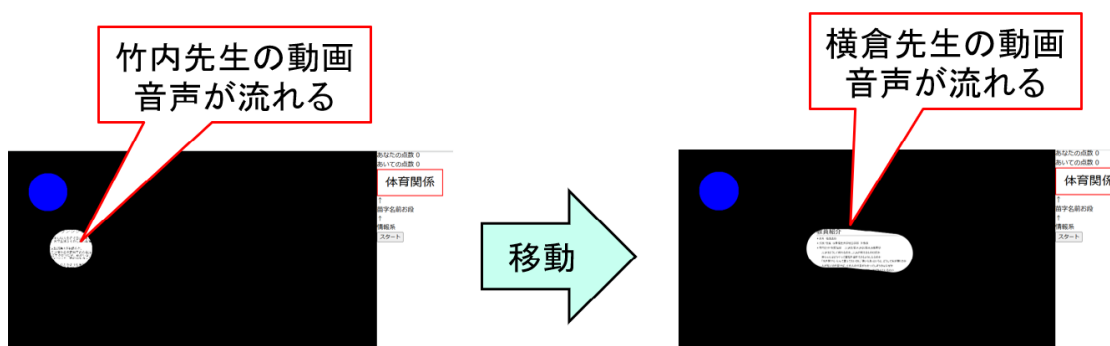 竹内先生の動画
音声が流れる
横倉先生の動画
音声が流れる
あなたの点数 0
あいての点数 0
体育関係
↑
苗字名前お段
↑
情報系
スタート
移動
あなたの点数 0
あいての点数 0
体育関係
↑
苗字名前お段
↑
情報系
スタート